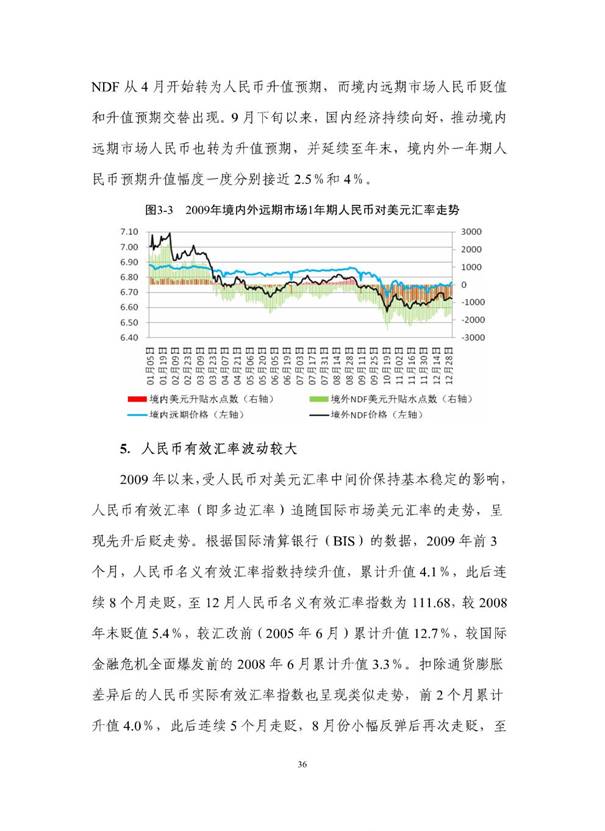 NDF 从 4 月开始转为人民币升值预期，而境内远期市场人民币贬值
和升值预期交替出现。9 月下旬以来，国内经济持续向好，推动境内
远期市场人民币也转为升值预期，并延续至年末，境内外一年期人
民币预期升值幅度一度分别接近 2.5％和 4％。
图3-3 2009年境内外远期市场1年期人民币对美元汇率走势
7.10 3000
7.00 2000
6.90 1000
6.80 0
6.70 -1000
6.60 -2000
6.50
6.40 -3000
01月05日
01月19日
02月09日
02月23日
03月09日
03月23日
04月07日
04月21日
05月06日
05月20日
06月05日
06月19日
07月03日
07月17日
07月31日
08月14日
08月28日
09月11日
09月25日
10月19日
11月02日
11月16日
11月30日
12月14日
12月28日
境内美元升贴水点数（右轴） 境外NDF美元升贴水点数（右轴）
境内远期价格（左轴） 境外NDF价格（左轴）
5. 人民币有效汇率波动较大
2009 年以来，受人民币对美元汇率中间价保持基本稳定的影响，
人民币有效汇率（即多边汇率）追随国际市场美元汇率的走势，呈
现先升后贬走势。根据国际清算银行（BIS）的数据，2009 年前 3
个月，人民币名义有效汇率指数持续升值，累计升值 4.1％，此后连
续 8 个月走贬，至 12 月人民币名义有效汇率指数为 111.68，较 2008
年末贬值 5.4％，较汇改前（2005 年 6 月）累计升值 12.7％，较国际
金融危机全面爆发前的 2008 年 6 月累计升值 3.3％。扣除通货膨胀
差异后的人民币实际有效汇率指数也呈现类似走势，前 2 个月累计
升值 4.0％，此后连续 5 个月走贬，8 月份小幅反弹后再次走贬，至
36